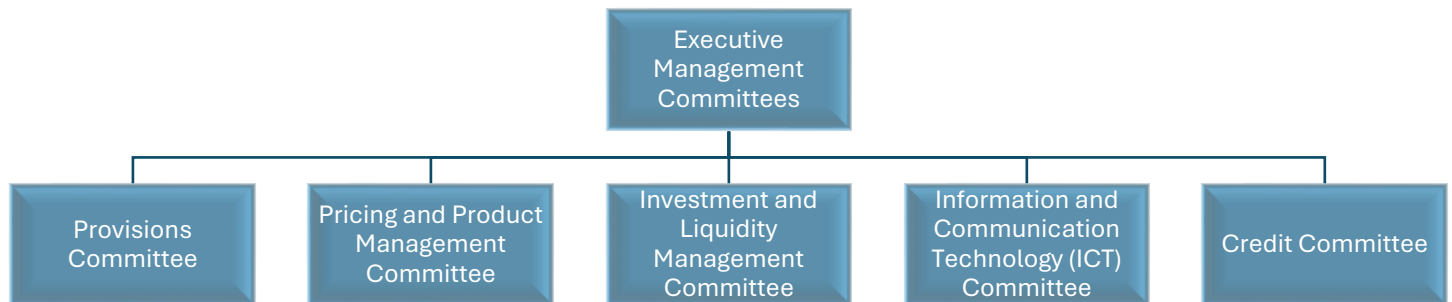 Executive
Management
Committees
Provisions
Committee
Pricing and Product
Management
Committee
Investment and
Liquidity
Management
Committee
Information and
Communication
Technology (ICT)
Committee
Credit Committee